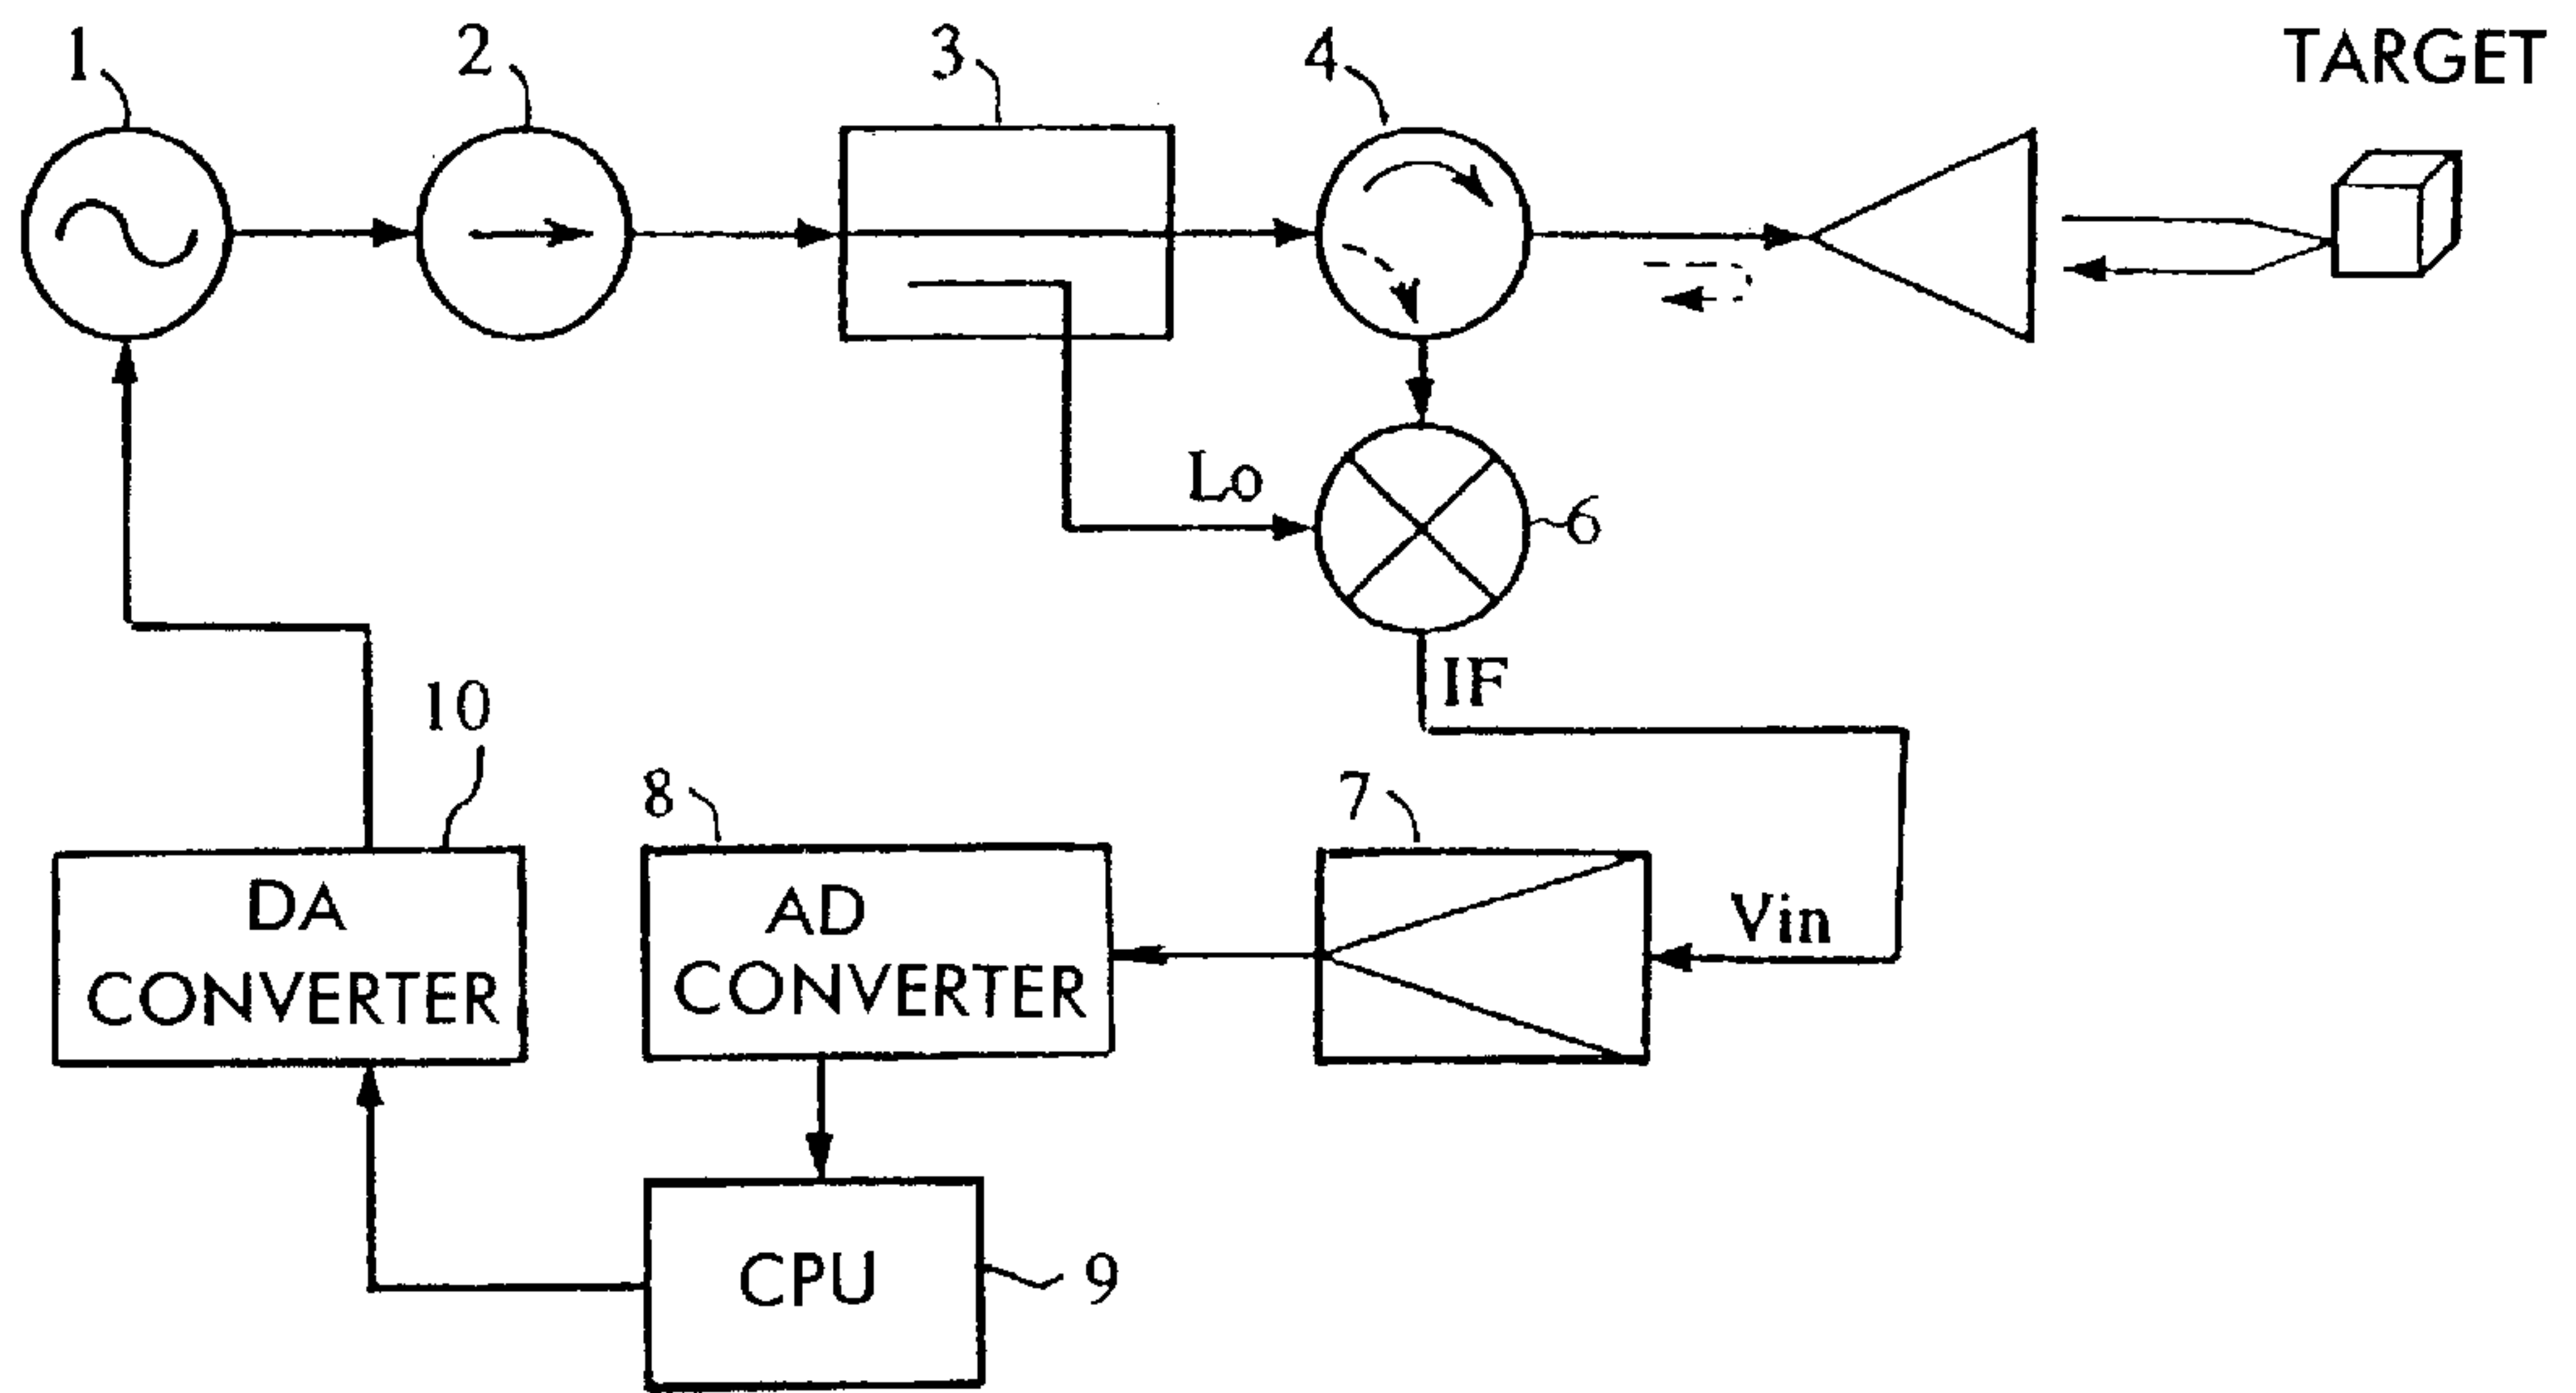 1
2
3
4
TARGET
Lo
6
IF
10
8
7
DA
CONVERTER
AD
CONVERTER
Vin
CPU
9